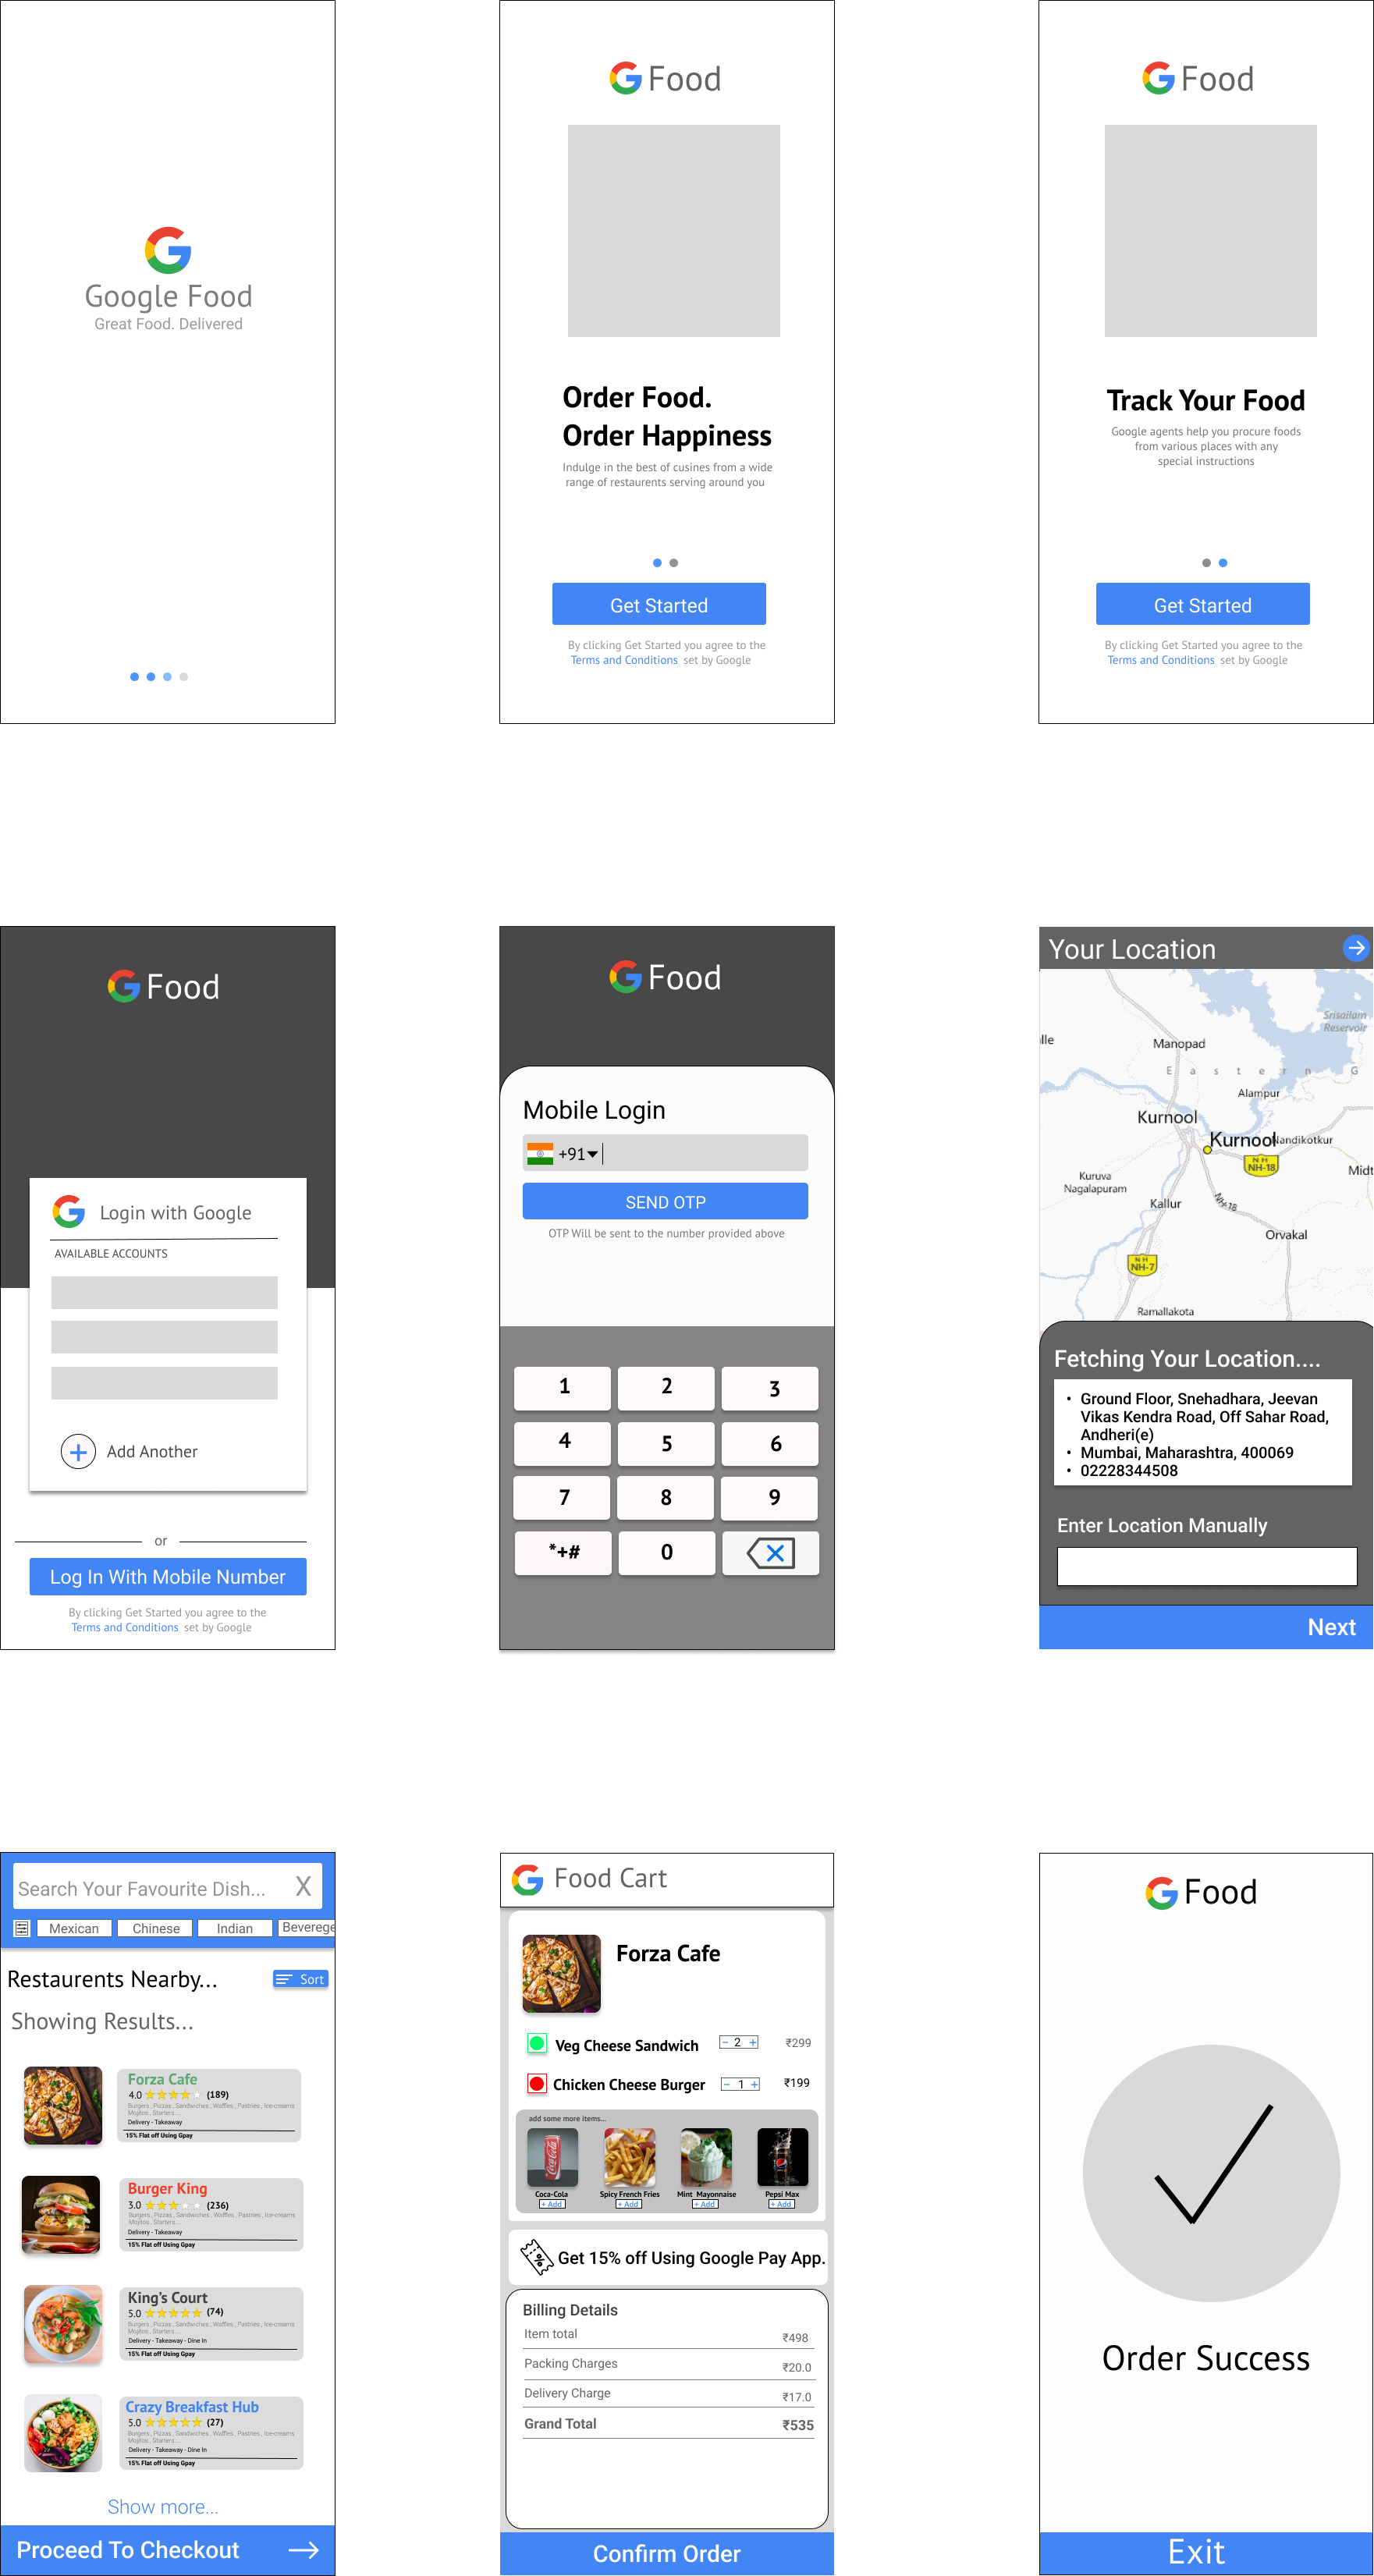 Google Food
Great Food. Delivered
Food
Order Food.
Order Happiness
Indulge in the best of cusines from a wide
range of restaurents serving around you
Get Started
By clicking Get Started you agree to the
Terms and Conditions set by Google
Food
Track Your Food
Google agents help you procure foods
from various places with any
special instructions
Get Started
By clicking Get Started you agree to the
Terms and Conditions set by Google
Food
Login with Google
AVAILABLE ACCOUNTS
+ Add Another
or
Log In With Mobile Number
By clicking Get Started you agree to the
Terms and Conditions set by Google
Food
Mobile Login
+91
SEND OTP
OTP Will be sent to the number provided above
1 2 3
4 5 6
7 8 9
*+# 0
Your Location
Srisailam
Reservoir
lle
Manopad
E a s t e r n G
Alampur
Kurnool
Kurnool
Nandikotkur
NH
NH-18
Midt
Kuruva
Nagalapuram
Kallur
NH-18
Orvakal
NH-7
Ramallakota
Fetching Your Location....
• Ground Floor, Snehadhara, Jeevan
Vikas Kendra Road, Off Sahar Road,
Andheri(e)
• Mumbai, Maharashtra, 400069
• 02228344508
Enter Location Manually
Next
Search Your Favourite Dish... X
Mexican Chinese Indian Beverege
Restaurents Nearby... Sort
Showing Results...
Forza Cafe
4.0 (189)
Burgers , Pizzas , Sandwiches , Waffles , Pastries , Ice-creams
Mojitos , Starters...
Delivery - Takeaway
15% Flat off Using Gpay
Burger King
3.0 (236)
Burgers , Pizzas , Sandwiches , Waffles , Pastries , Ice-creams
Mojitos , Starters...
Delivery - Takeaway
15% Flat off Using Gpay
King's Court
5.0 (74)
Burgers , Pizzas , Sandwiches , Waffles , Pastries , Ice-creams
Mojitos , Starters...
Delivery - Takeaway - Dine In
15% Flat off Using Gpay
Crazy Breakfast Hub
5.0 (27)
Burgers , Pizzas , Sandwiches , Waffles , Pastries , Ice-creams
Mojitos , Starters...
Delivery - Takeaway - Dine In
15% Flat off Using Gpay
Show more...
Proceed To Checkout
Food Cart
Forza Cafe
Veg Cheese Sandwich − 2 + ₹299
Chicken Cheese Burger − 1 + ₹199
add some more items...
Coca-Cola Spicy French Fries Mint Mayonnaise Pepsi Max
+ Add + Add + Add + Add
% Get 15% off Using Google Pay App.
Billing Details
Item total ₹498
Packing Charges ₹20.0
Delivery Charge ₹17.0
Grand Total ₹535
Confirm Order
Food
Order Success
Exit